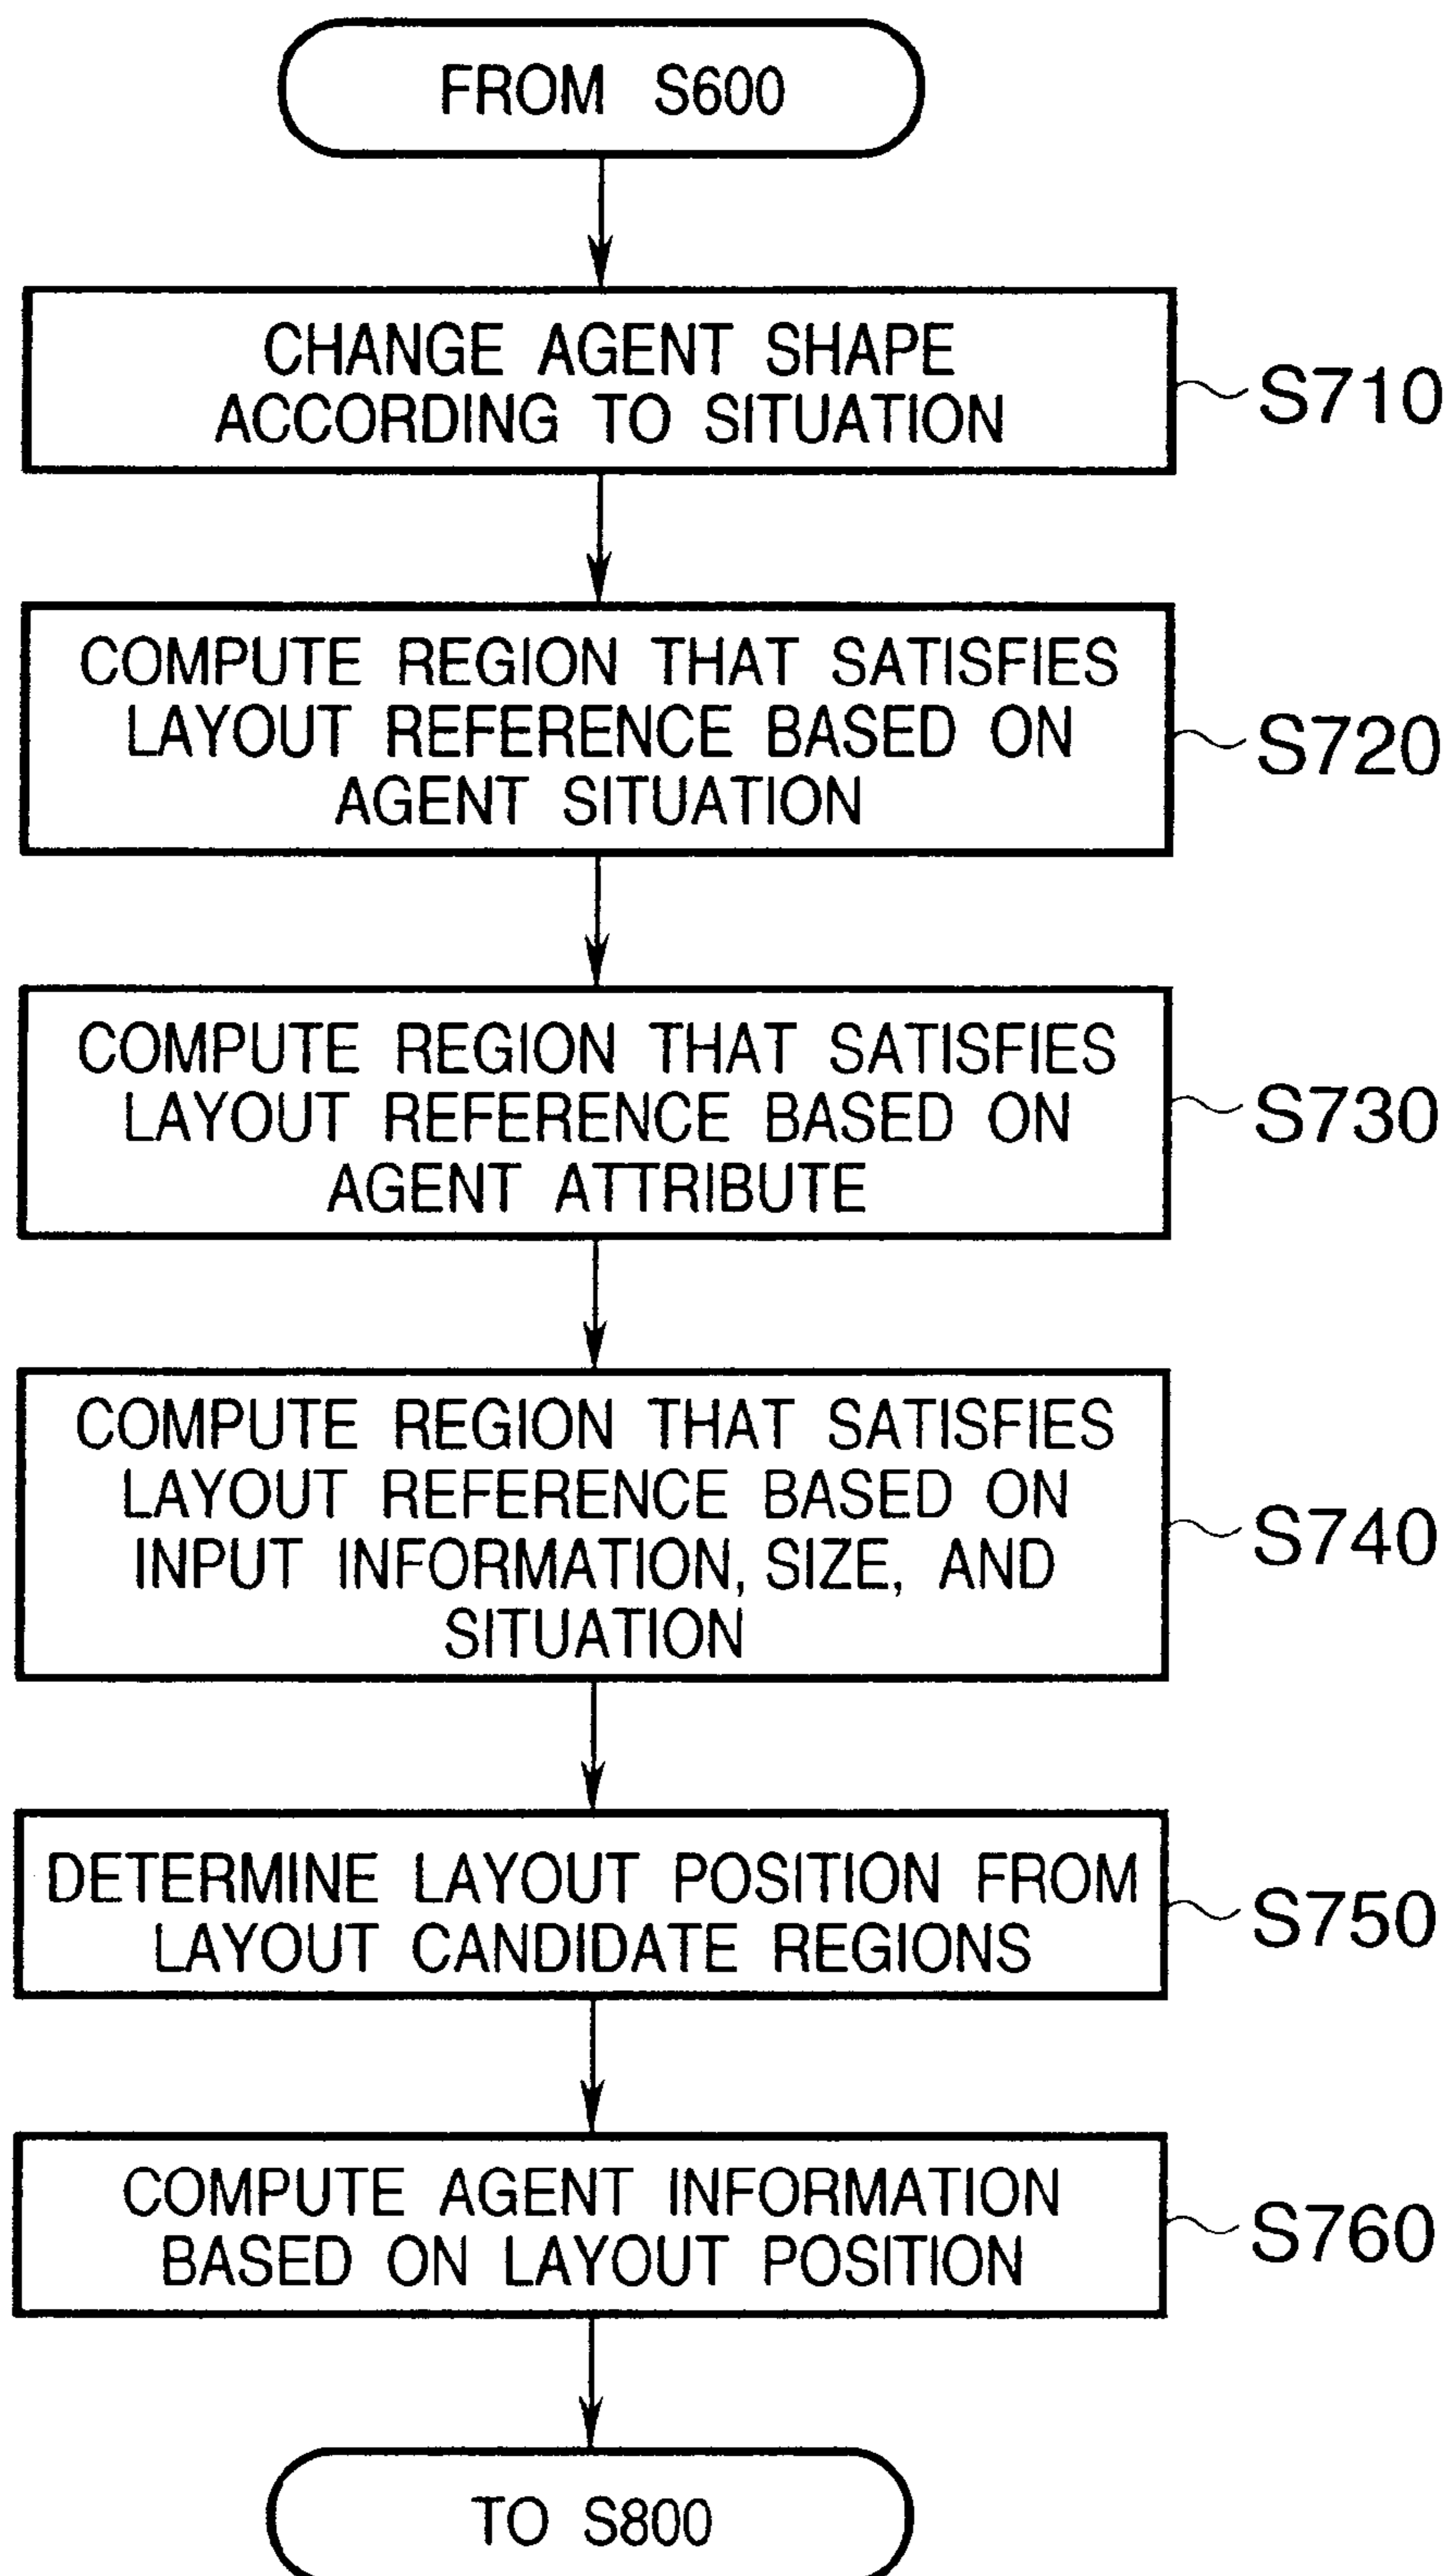 FROM S600
CHANGE AGENT SHAPE
ACCORDING TO SITUATION
S710
COMPUTE REGION THAT SATISFIES
LAYOUT REFERENCE BASED ON
AGENT SITUATION
S720
COMPUTE REGION THAT SATISFIES
LAYOUT REFERENCE BASED ON
AGENT ATTRIBUTE
S730
COMPUTE REGION THAT SATISFIES
LAYOUT REFERENCE BASED ON
INPUT INFORMATION, SIZE, AND
SITUATION
S740
DETERMINE LAYOUT POSITION FROM
LAYOUT CANDIDATE REGIONS
S750
COMPUTE AGENT INFORMATION
BASED ON LAYOUT POSITION
S760
TO S800